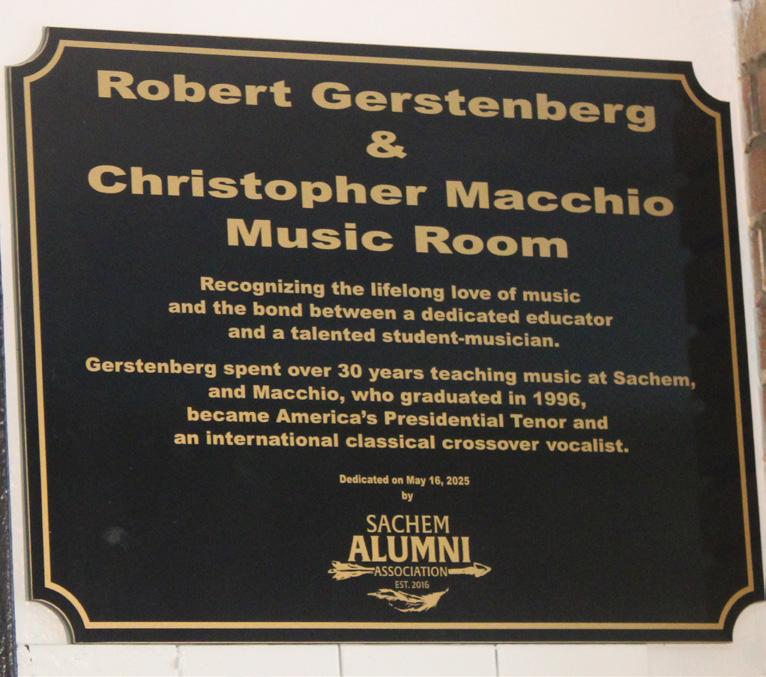 Robert Gerstenberg
&
Christopher Macchio
Music Room
Recognizing the lifelong love of music
and the bond between a dedicated educator
and a talented student-musician.
Gerstenberg spent over 30 years teaching music at Sachem,
and Macchio, who graduated in 1996,
became America's Presidential Tenor and
an international classical crossover vocalist.
Dedicated on May 16, 2025
by
SACHEM
ALUMNI
ASSOCIATION
EST. 2016